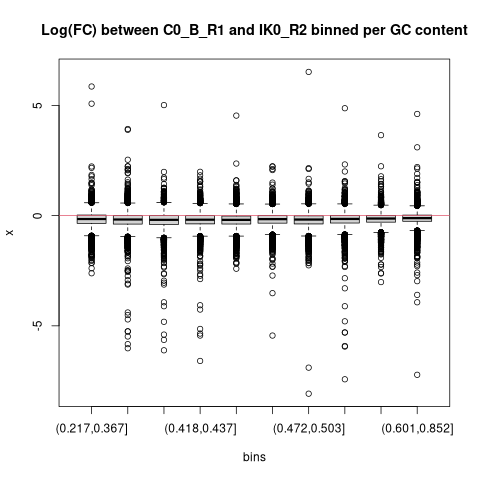 Log(FC) between C0_B_R1 and IK0_R2 binned per GC content
5
0
-5
x
(0.217,0.367]
(0.418,0.437]
(0.472,0.503]
(0.601,0.852]
bins